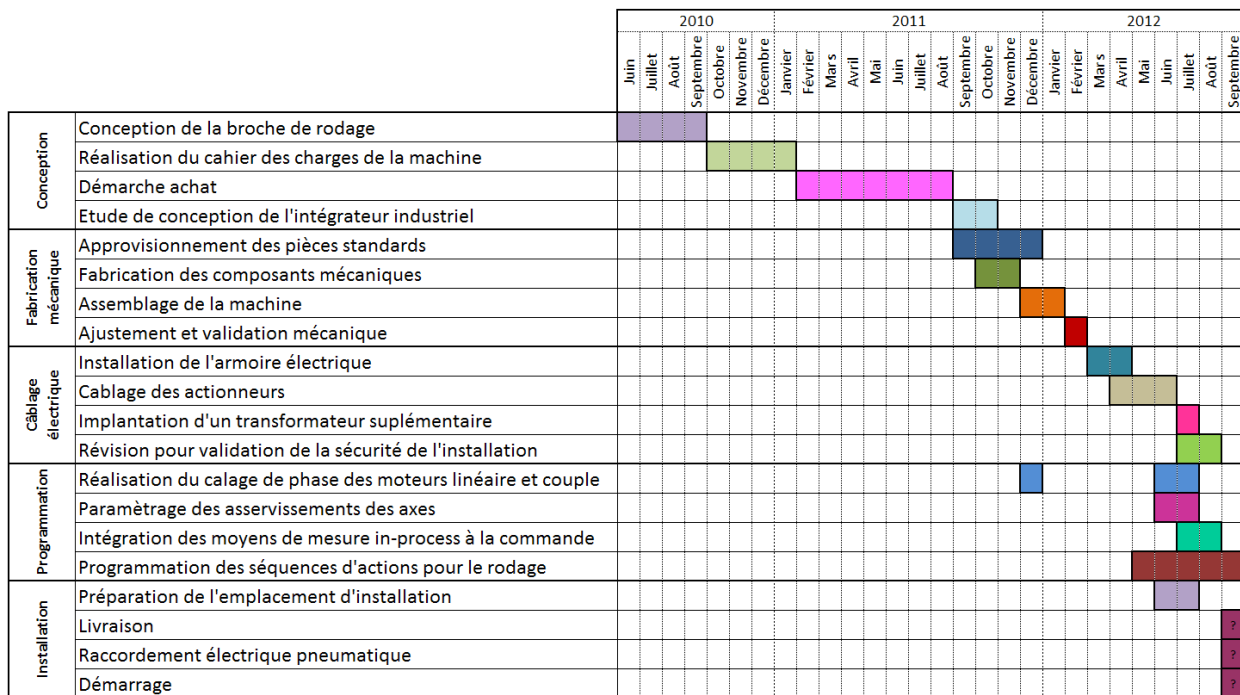 2010 2011 2012
Juin Juillet Août Septembre Octobre Novembre Décembre Janvier Février Mars Avril Mai Juin Juillet Août Septembre Octobre Novembre Décembre Janvier Février Mars Avril Mai Juin Juillet Août Septembre
Conception
Conception de la broche de rodage
Réalisation du cahier des charges de la machine
Démarche achat
Etude de conception de l'intégrateur industriel
Fabrication
mécanique
Approvisionnement des pièces standards
Fabrication des composants mécaniques
Assemblage de la machine
Ajustement et validation mécanique
Câblage
électrique
Installation de l'armoire électrique
Cablage des actionneurs
Implantation d'un transformateur suplémentaire
Révision pour validation de la sécurité de l'installation
Programmation
Réalisation du calage de phase des moteurs linéaire et couple
Paramètrage des asservissements des axes
Intégration des moyens de mesure in-process à la commande
Programmation des séquences d'actions pour le rodage
Installation
Préparation de l'emplacement d'installation
Livraison ?
Raccordement électrique pneumatique ?
Démarrage ?